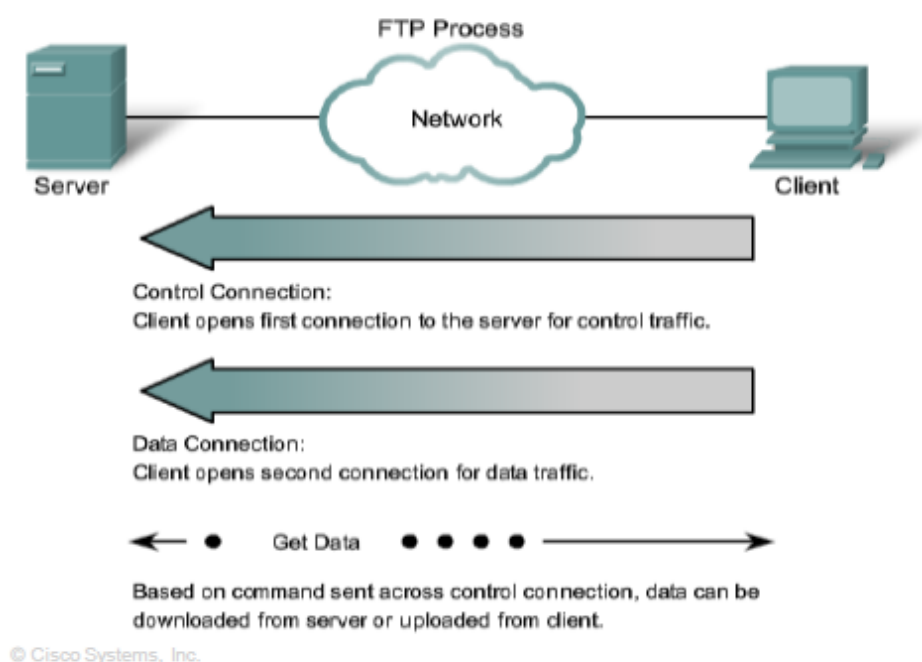 FTP Process
Network
Server
Client
Control Connection:
Client opens first connection to the server for control traffic.
Data Connection:
Client opens second connection for data traffic.
Get Data
Based on command sent across control connection, data can be
downloaded from server or uploaded from client.
© Cisco Systems, Inc.